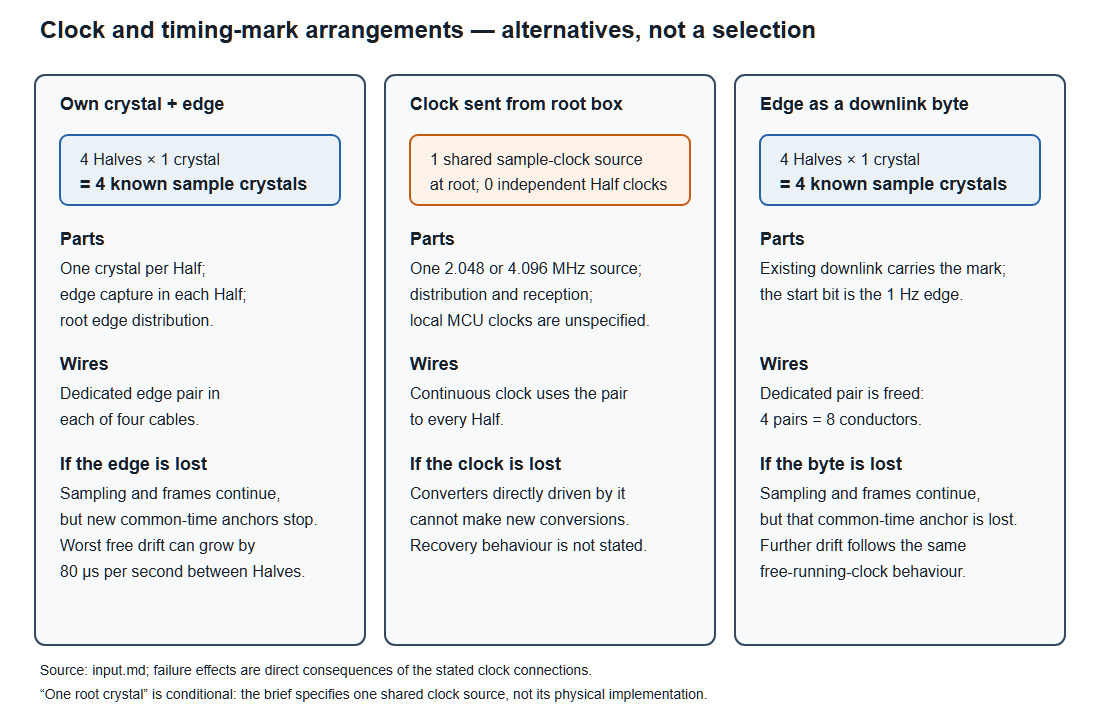 Clock and timing-mark arrangements — alternatives, not a selection
Own crystal + edge
4 Halves × 1 crystal
= 4 known sample crystals
Parts
One crystal per Half;
edge capture in each Half;
root edge distribution.
Wires
Dedicated edge pair in
each of four cables.
If the edge is lost
Sampling and frames continue,
but new common-time anchors stop.
Worst free drift can grow by
80 µs per second between Halves.
Clock sent from root box
1 shared sample-clock source
at root; 0 independent Half clocks
Parts
One 2.048 or 4.096 MHz source;
distribution and reception;
local MCU clocks are unspecified.
Wires
Continuous clock uses the pair
to every Half.
If the clock is lost
Converters directly driven by it
cannot make new conversions.
Recovery behaviour is not stated.
Edge as a downlink byte
4 Halves × 1 crystal
= 4 known sample crystals
Parts
Existing downlink carries the mark;
the start bit is the 1 Hz edge.
Wires
Dedicated pair is freed:
4 pairs = 8 conductors.
If the byte is lost
Sampling and frames continue,
but that common-time anchor is lost.
Further drift follows the same
free-running-clock behaviour.
Source: input.md; failure effects are direct consequences of the stated clock connections.
“One root crystal” is conditional: the brief specifies one shared clock source, not its physical implementation.